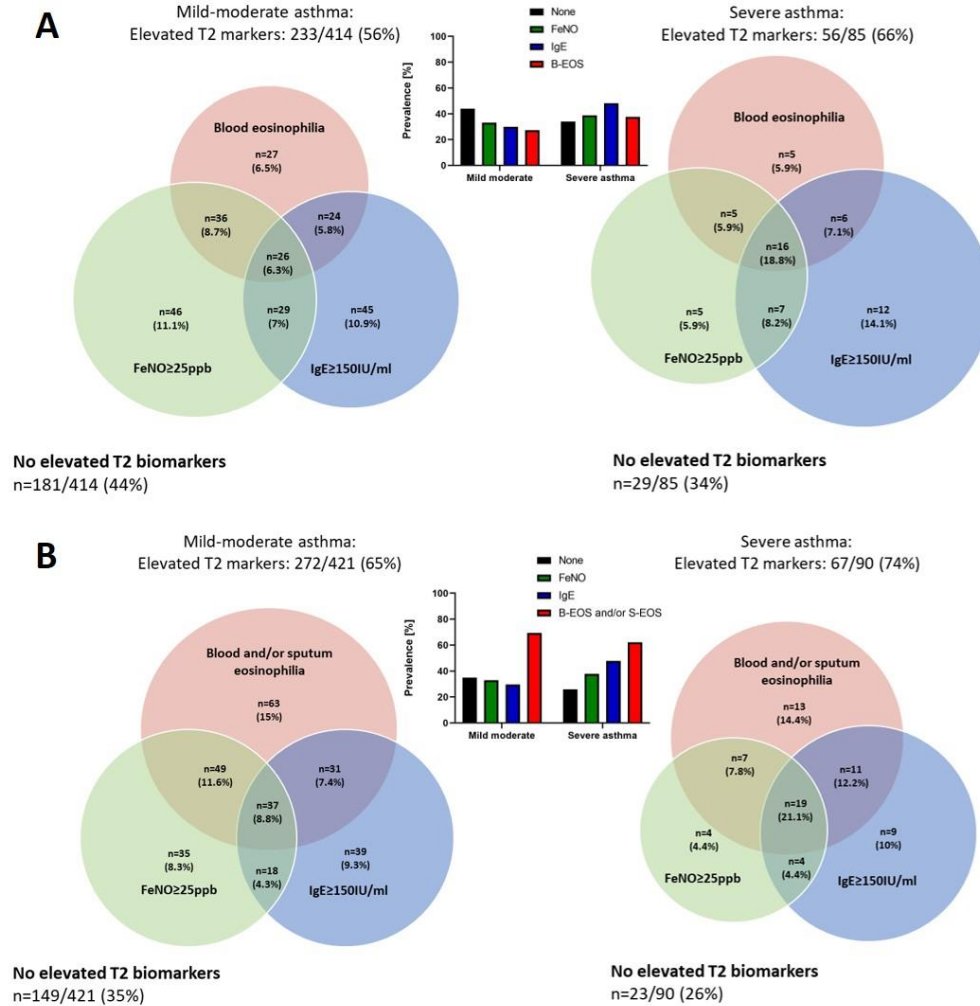 A
Mild-moderate asthma:
Elevated T2 markers: 233/414 (56%)
Blood eosinophilia
n=27
(6.5%)
n=36
(8.7%)
n=24
(5.8%)
n=26
(6.3%)
n=46
(11.1%)
n=29
(7%)
n=45
(10.9%)
FeNO≥25ppb
IgE≥150IU/ml
No elevated T2 biomarkers
n=181/414 (44%)
None
FeNO
IgE
B-EOS
Prevalence [%]
100
80
60
40
20
0
Mild moderate
Severe asthma
Severe asthma:
Elevated T2 markers: 56/85 (66%)
Blood eosinophilia
n=5
(5.9%)
n=5
(5.9%)
n=6
(7.1%)
n=16
(18.8%)
n=5
(5.9%)
n=7
(8.2%)
n=12
(14.1%)
FeNO≥25ppb
IgE≥150IU/ml
No elevated T2 biomarkers
n=29/85 (34%)
B
Mild-moderate asthma:
Elevated T2 markers: 272/421 (65%)
Blood and/or sputum
eosinophilia
n=63
(15%)
n=49
(11.6%)
n=31
(7.4%)
n=37
(8.8%)
n=35
(8.3%)
n=18
(4.3%)
n=39
(9.3%)
FeNO≥25ppb
IgE≥150IU/ml
No elevated T2 biomarkers
n=149/421 (35%)
None
FeNO
IgE
B-EOS and/or S-EOS
Prevalence [%]
100
80
60
40
20
0
Mild moderate
Severe asthma
Severe asthma:
Elevated T2 markers: 67/90 (74%)
Blood and/or sputum
eosinophilia
n=13
(14.4%)
n=7
(7.8%)
n=11
(12.2%)
n=19
(21.1%)
n=4
(4.4%)
n=4
(4.4%)
n=9
(10%)
FeNO≥25ppb
IgE≥150IU/ml
No elevated T2 biomarkers
n=23/90 (26%)